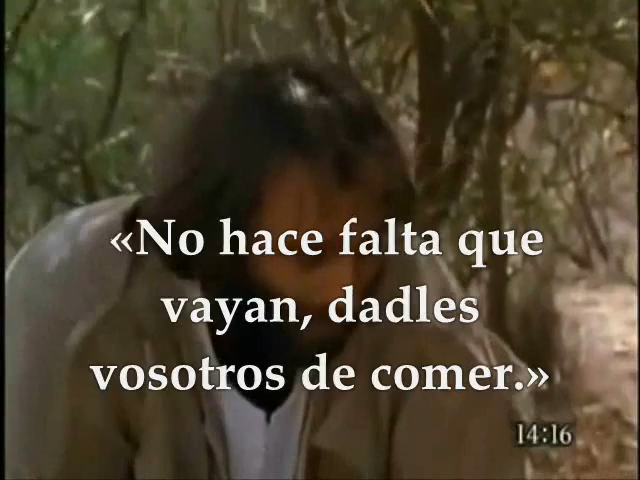 «No hace falta que
vayan, dadles
vosotros de comer.»
14:16